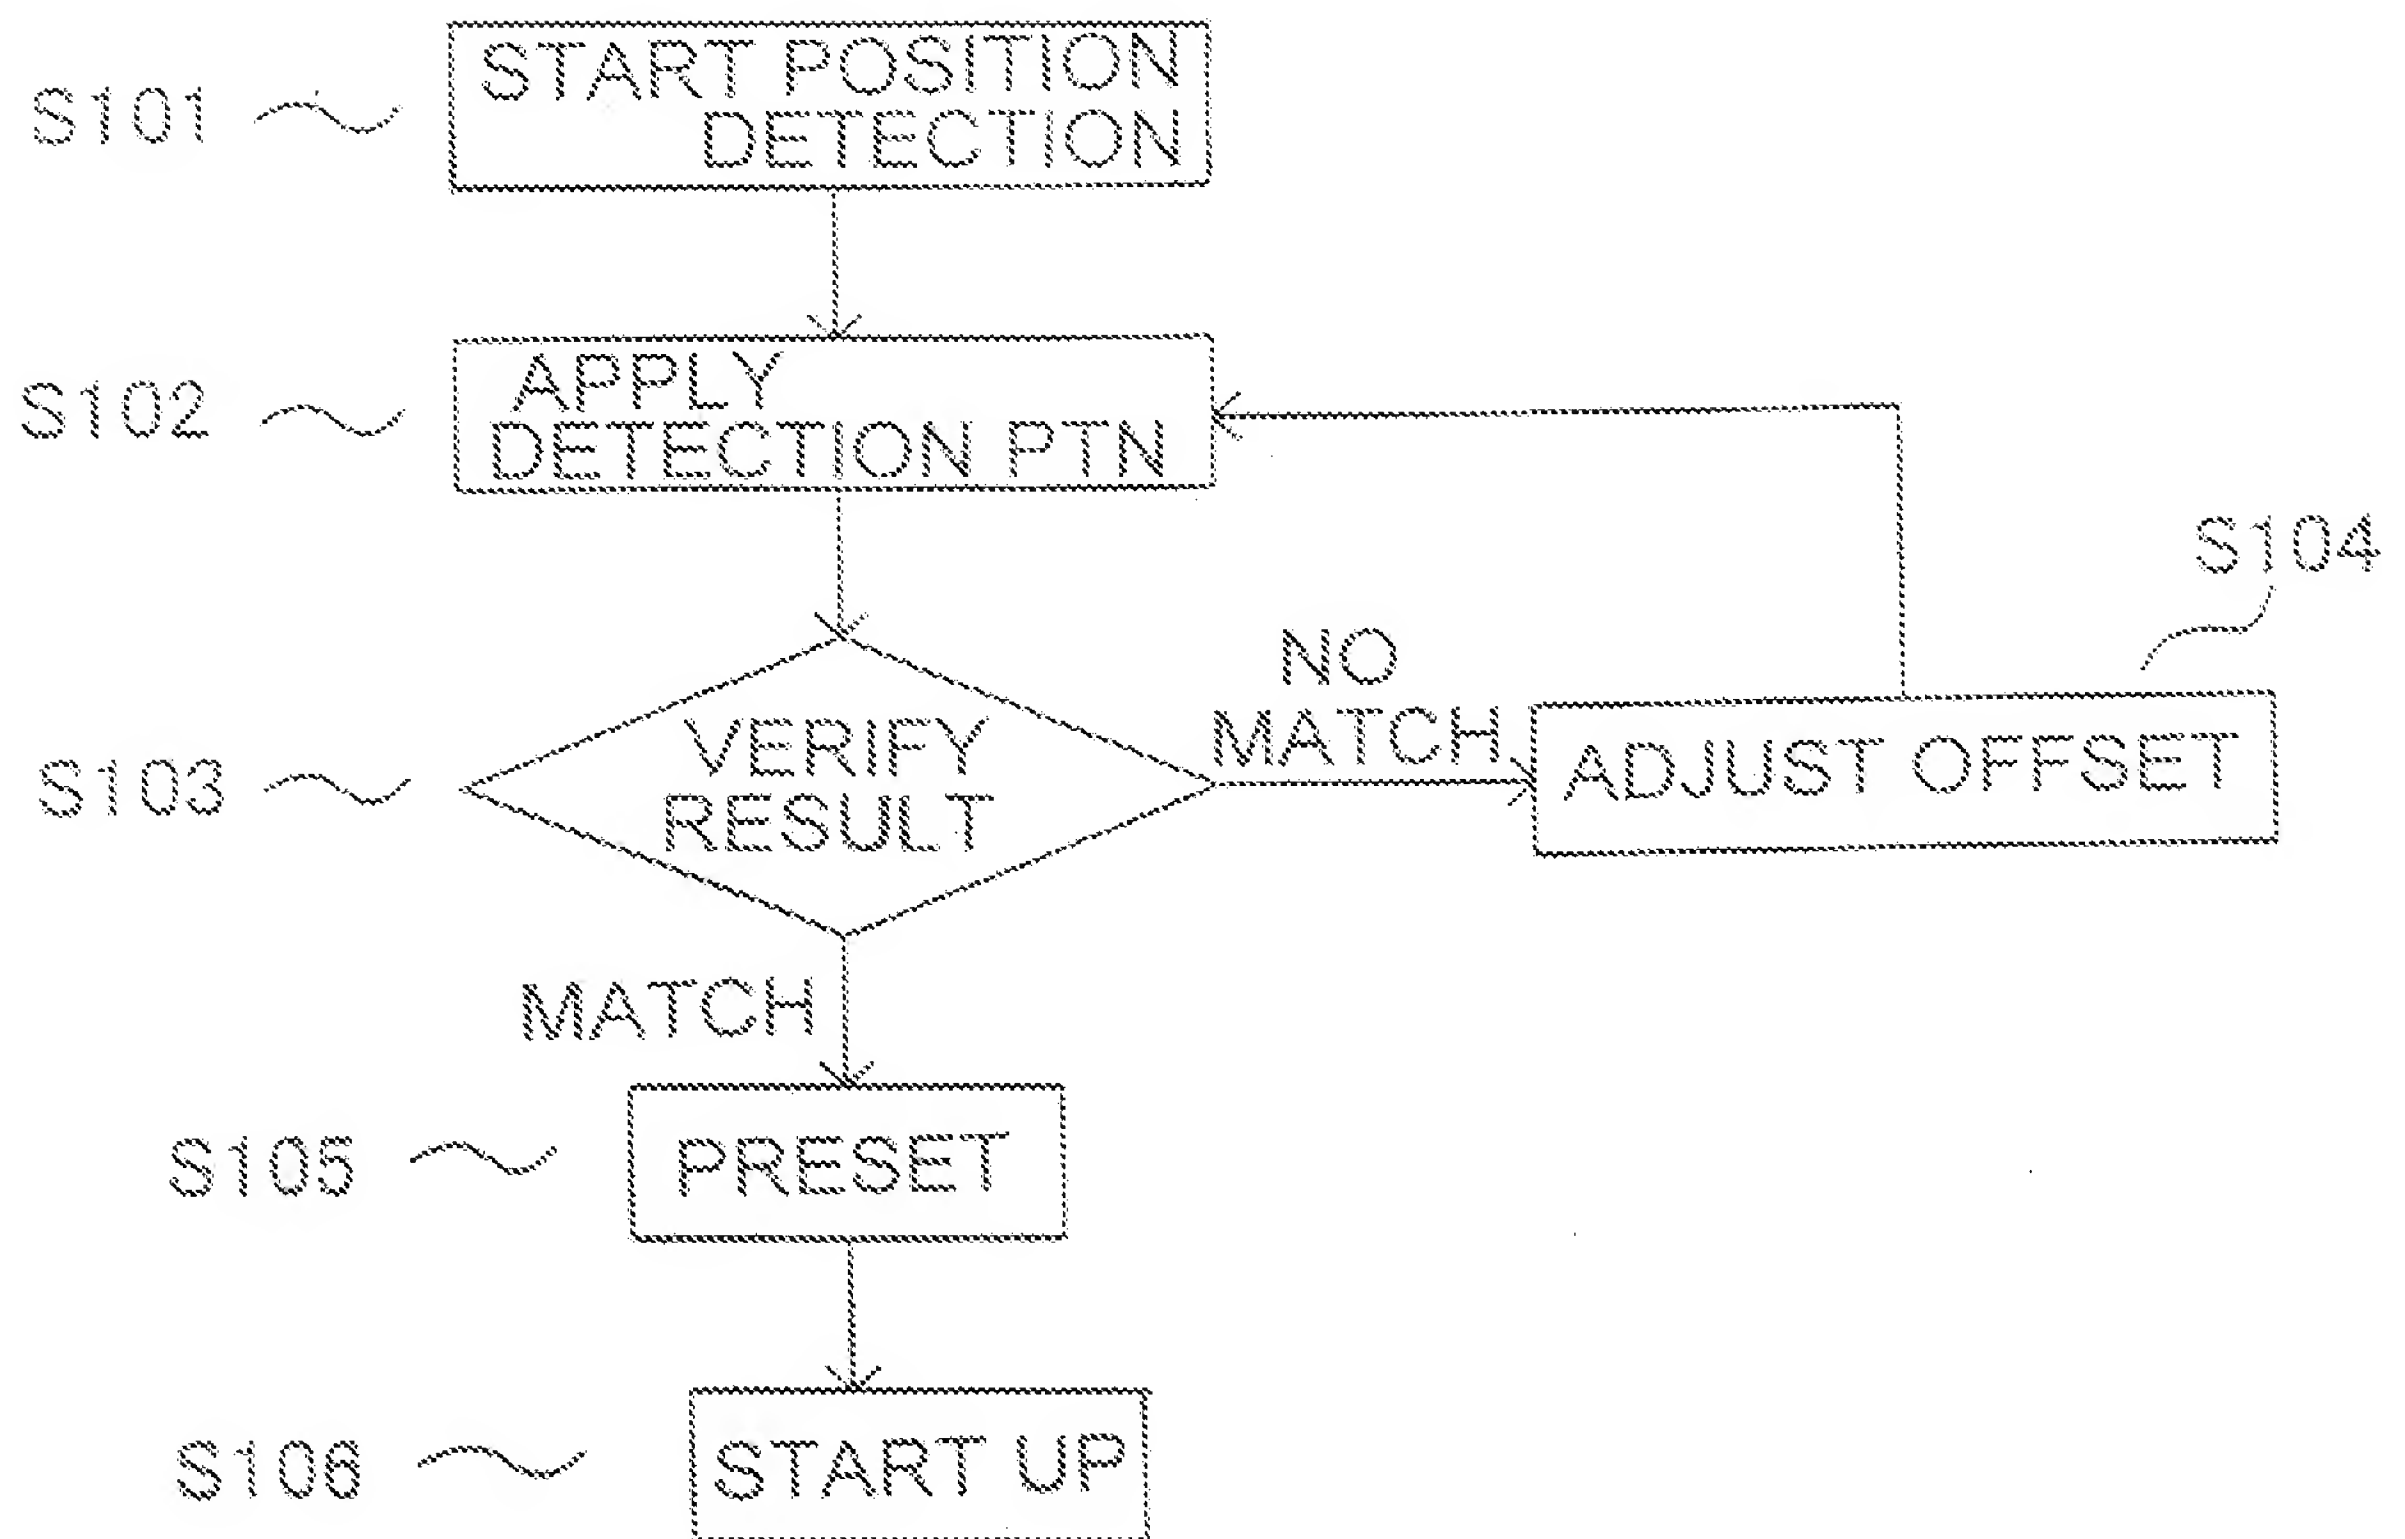 S101
START POSITION
DETECTION
S102
APPLY
DETECTION PTN
S104
S103
VERIFY
RESULT
NO
MATCH
ADJUST OFFSET
MATCH
S105
PRESET
S106
START UP